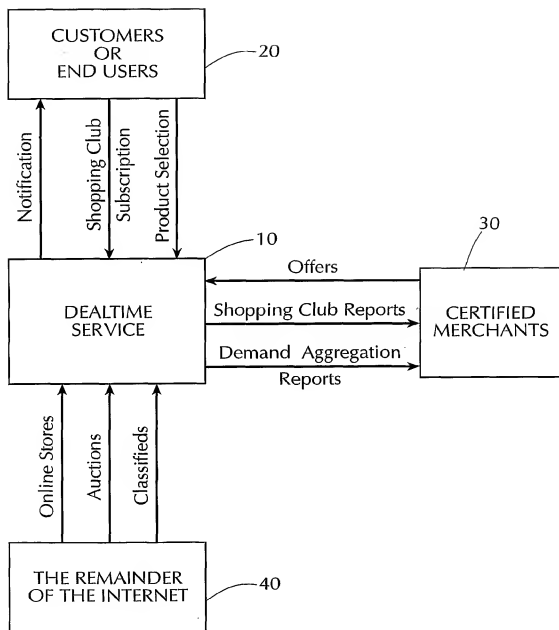 CUSTOMERS
OR
END USERS
20
Notification
Shopping Club
Subscription
Product Selection
10
30
DEALTIME
SERVICE
Offers
Shopping Club Reports
Demand Aggregation
Reports
CERTIFIED
MERCHANTS
Online Stores
Auctions
Classifieds
THE REMAINDER
OF THE INTERNET
40